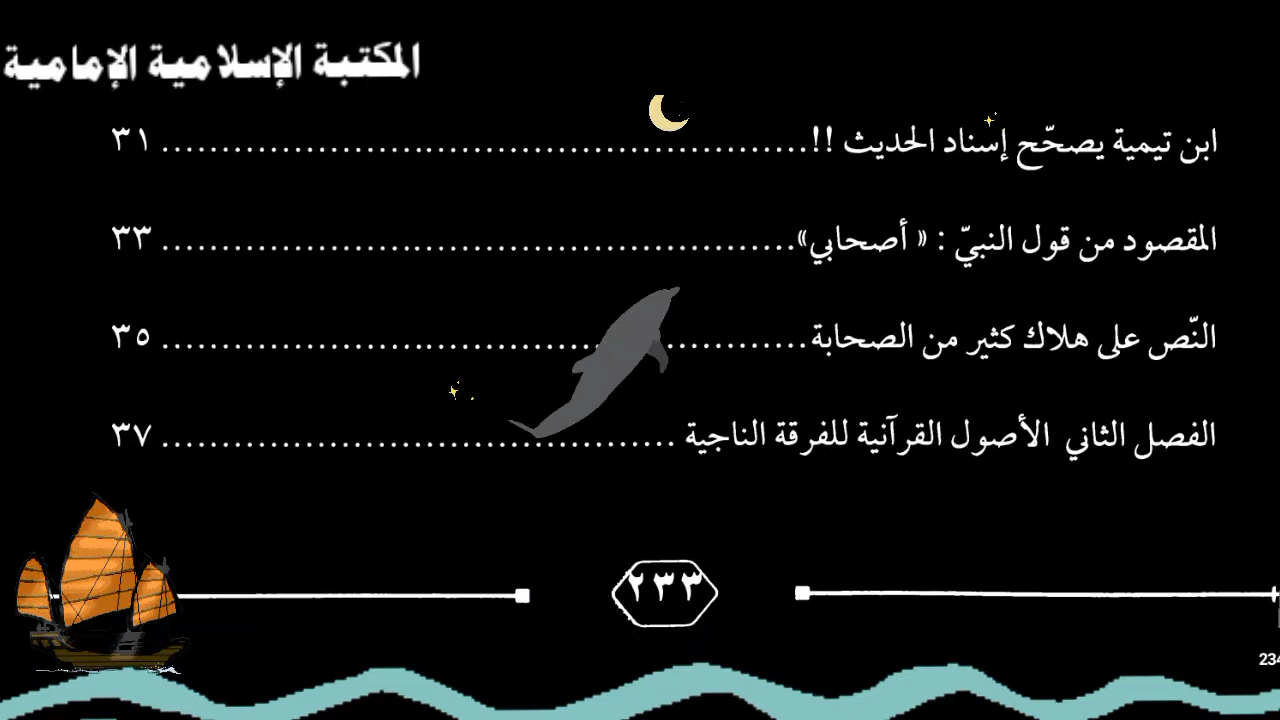 المكتبة الإسلامية الإمامية
ابن تيمية يصحّح إسناد الحديث !!................................................ ٣١
المقصود من قول النبيّ : « أصحابي»................................................ ٣٣
النّص على هلاك كثير من الصحابة................................................ ٣٥
الفصل الثاني الأصول القرآنية للفرقة الناجية ....................................... ٣٧
٢٣٣
234